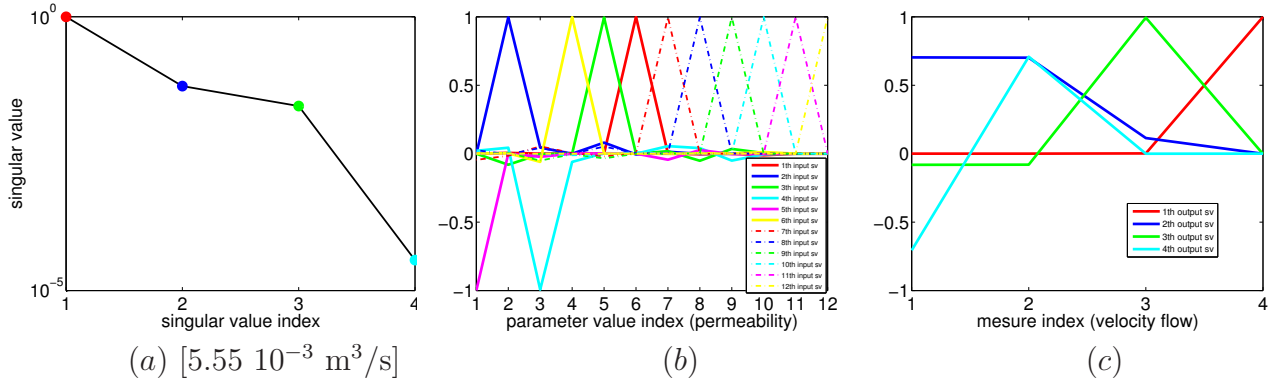 10^0
10^-5
singular value
1 2 3 4
singular value index
(a) [5.55 10^-3 m^3/s]
1
0.5
0
−0.5
−1
1 2 3 4 5 6 7 8 9 10 11 12
parameter value index (permeability)
1th input sv
2th input sv
3th input sv
4th input sv
5th input sv
6th input sv
7th input sv
8th input sv
9th input sv
10th input sv
11th input sv
12th input sv
(b)
1
0.5
0
−0.5
−1
1 2 3 4
mesure index (velocity flow)
1th output sv
2th output sv
3th output sv
4th output sv
(c)